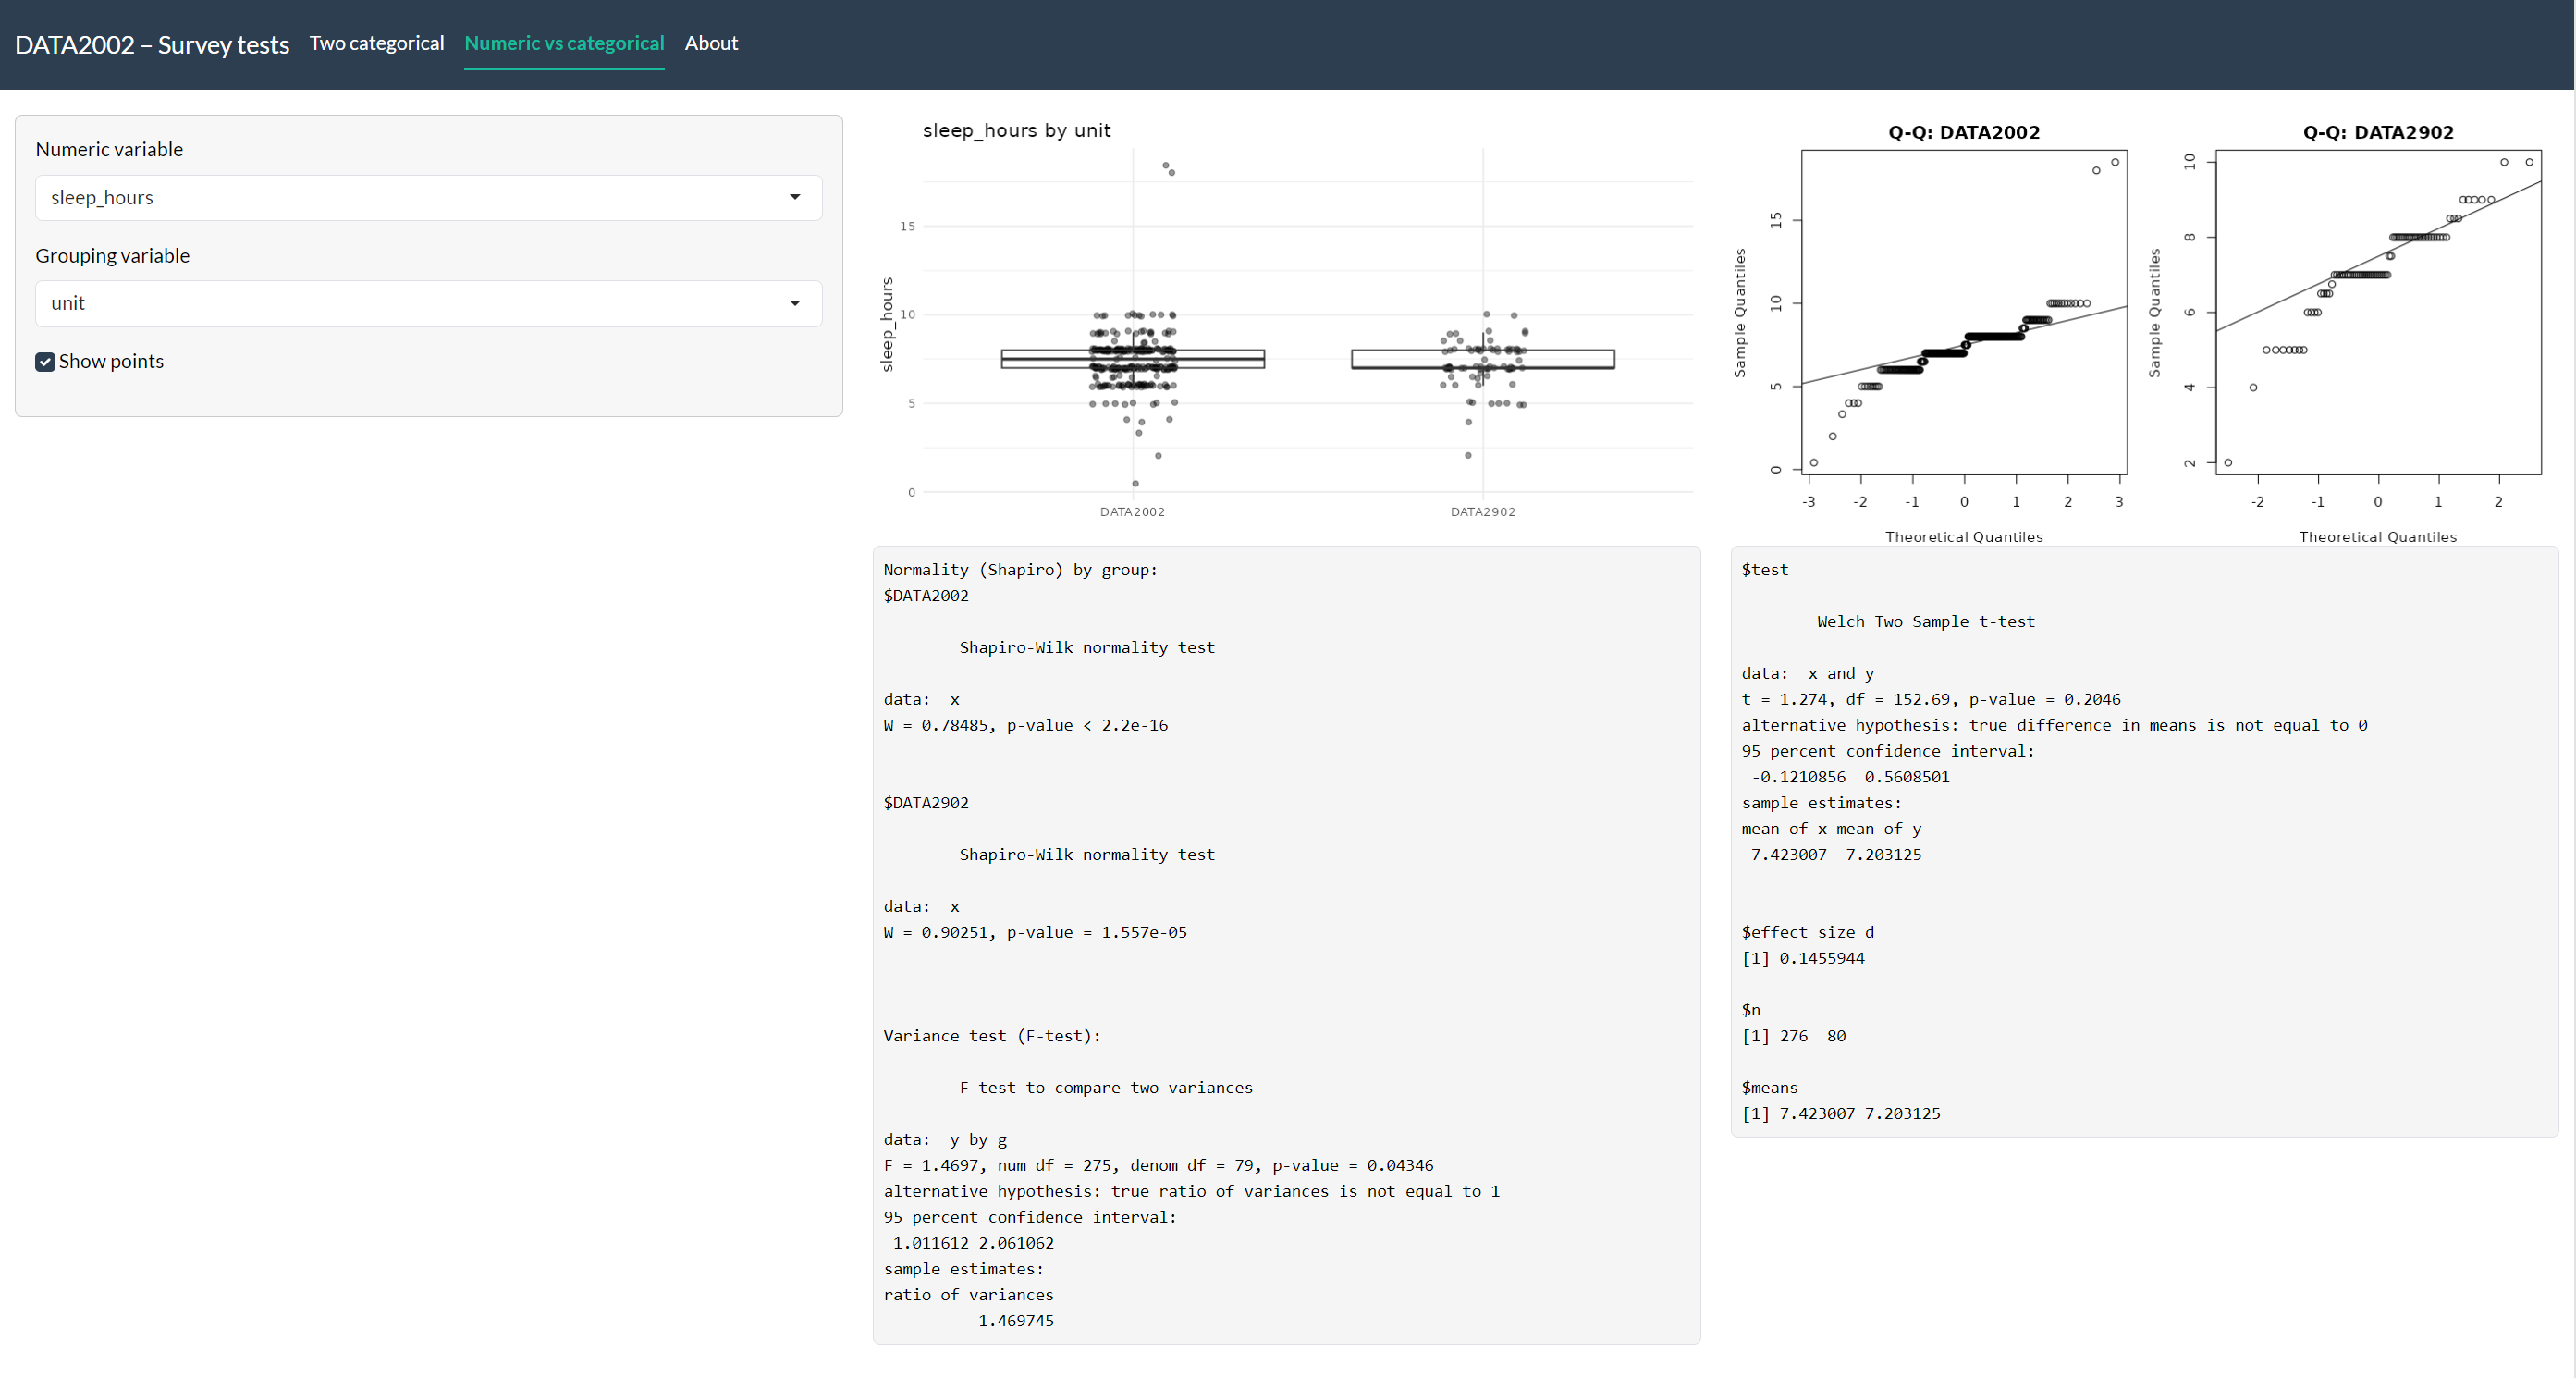 DATA2002 – Survey tests Two categorical Numeric vs categorical About
Numeric variable
sleep_hours
Grouping variable
unit
Show points
sleep_hours by unit
sleep_hours
15
10
5
0
DATA2002 DATA2902
Q-Q: DATA2002
Sample Quantiles
15
10
5
0
-3 -2 -1 0 1 2 3
Theoretical Quantiles
Q-Q: DATA2902
Sample Quantiles
10
8
6
4
2
-2 -1 0 1 2
Theoretical Quantiles
Normality (Shapiro) by group:
$DATA2002
Shapiro-Wilk normality test
data:  x
W = 0.78485, p-value < 2.2e-16
$DATA2902
Shapiro-Wilk normality test
data:  x
W = 0.90251, p-value = 1.557e-05
Variance test (F-test):
F test to compare two variances
data:  y by g
F = 1.4697, num df = 275, denom df = 79, p-value = 0.04346
alternative hypothesis: true ratio of variances is not equal to 1
95 percent confidence interval:
1.011612 2.061062
sample estimates:
ratio of variances
1.469745
$test
Welch Two Sample t-test
data:  x and y
t = 1.274, df = 152.69, p-value = 0.2046
alternative hypothesis: true difference in means is not equal to 0
95 percent confidence interval:
-0.1210856  0.5608501
sample estimates:
mean of x mean of y
7.423007  7.203125
$effect_size_d
[1] 0.1455944
$n
[1] 276  80
$means
[1] 7.423007 7.203125